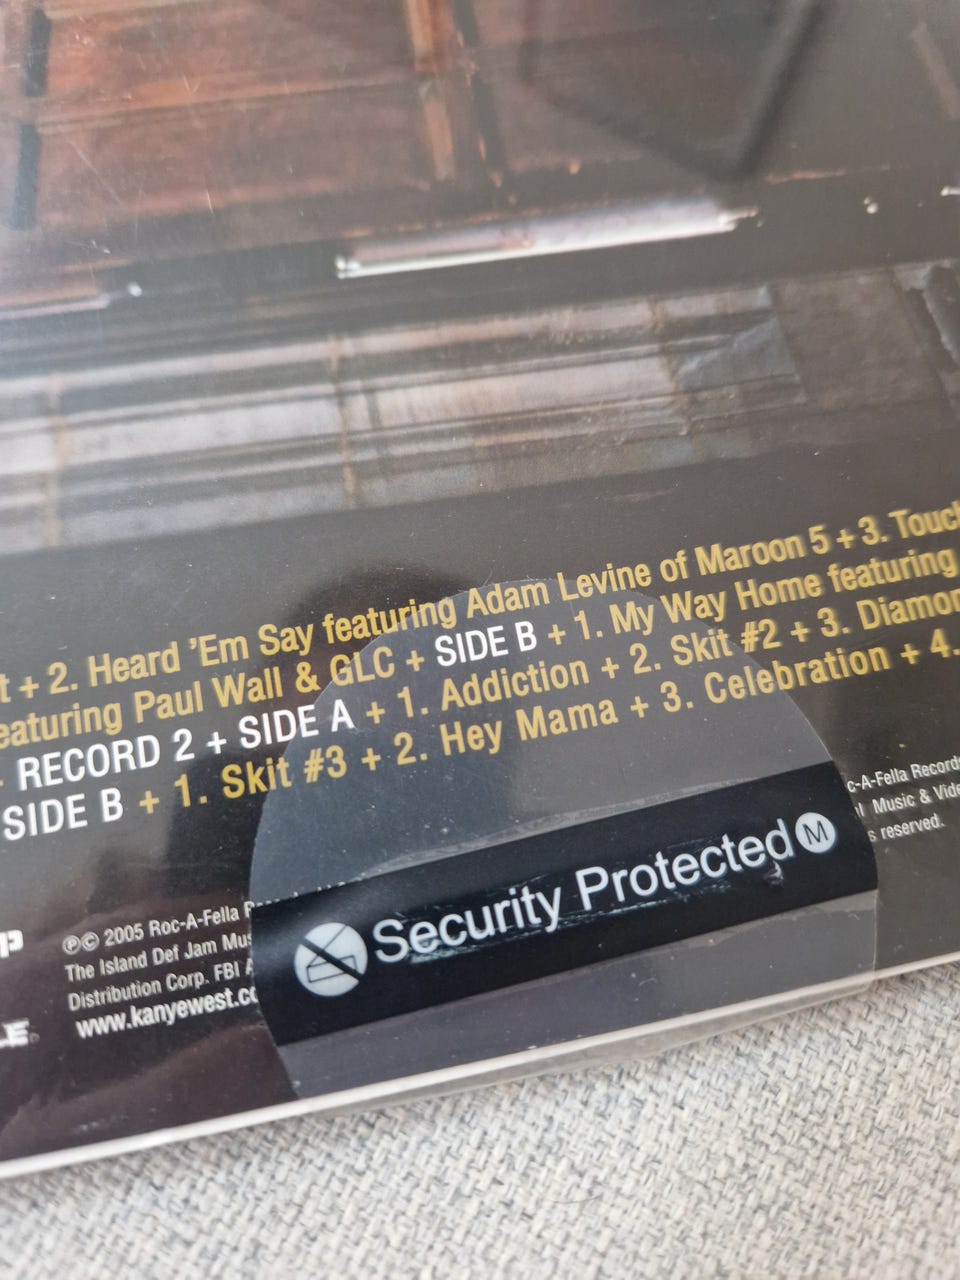 t + 2. Heard 'Em Say featuring Adam Levine of Maroon 5 + 3. Touc
eaturing Paul Wall & GLC + SIDE B + 1. My Way Home featuring
RECORD 2 + SIDE A + 1. Addiction + 2. Skit #2 + 3. Diamon
SIDE B + 1. Skit #3 + 2. Hey Mama + 3. Celebration + 4.
Security Protected M
℗© 2005 Roc-A-Fella R
The Island Def Jam Mus
Distribution Corp. FBI A
www.kanyewest.co
c-A-Fella Records
l Music & Vide
s reserved.
P
LE